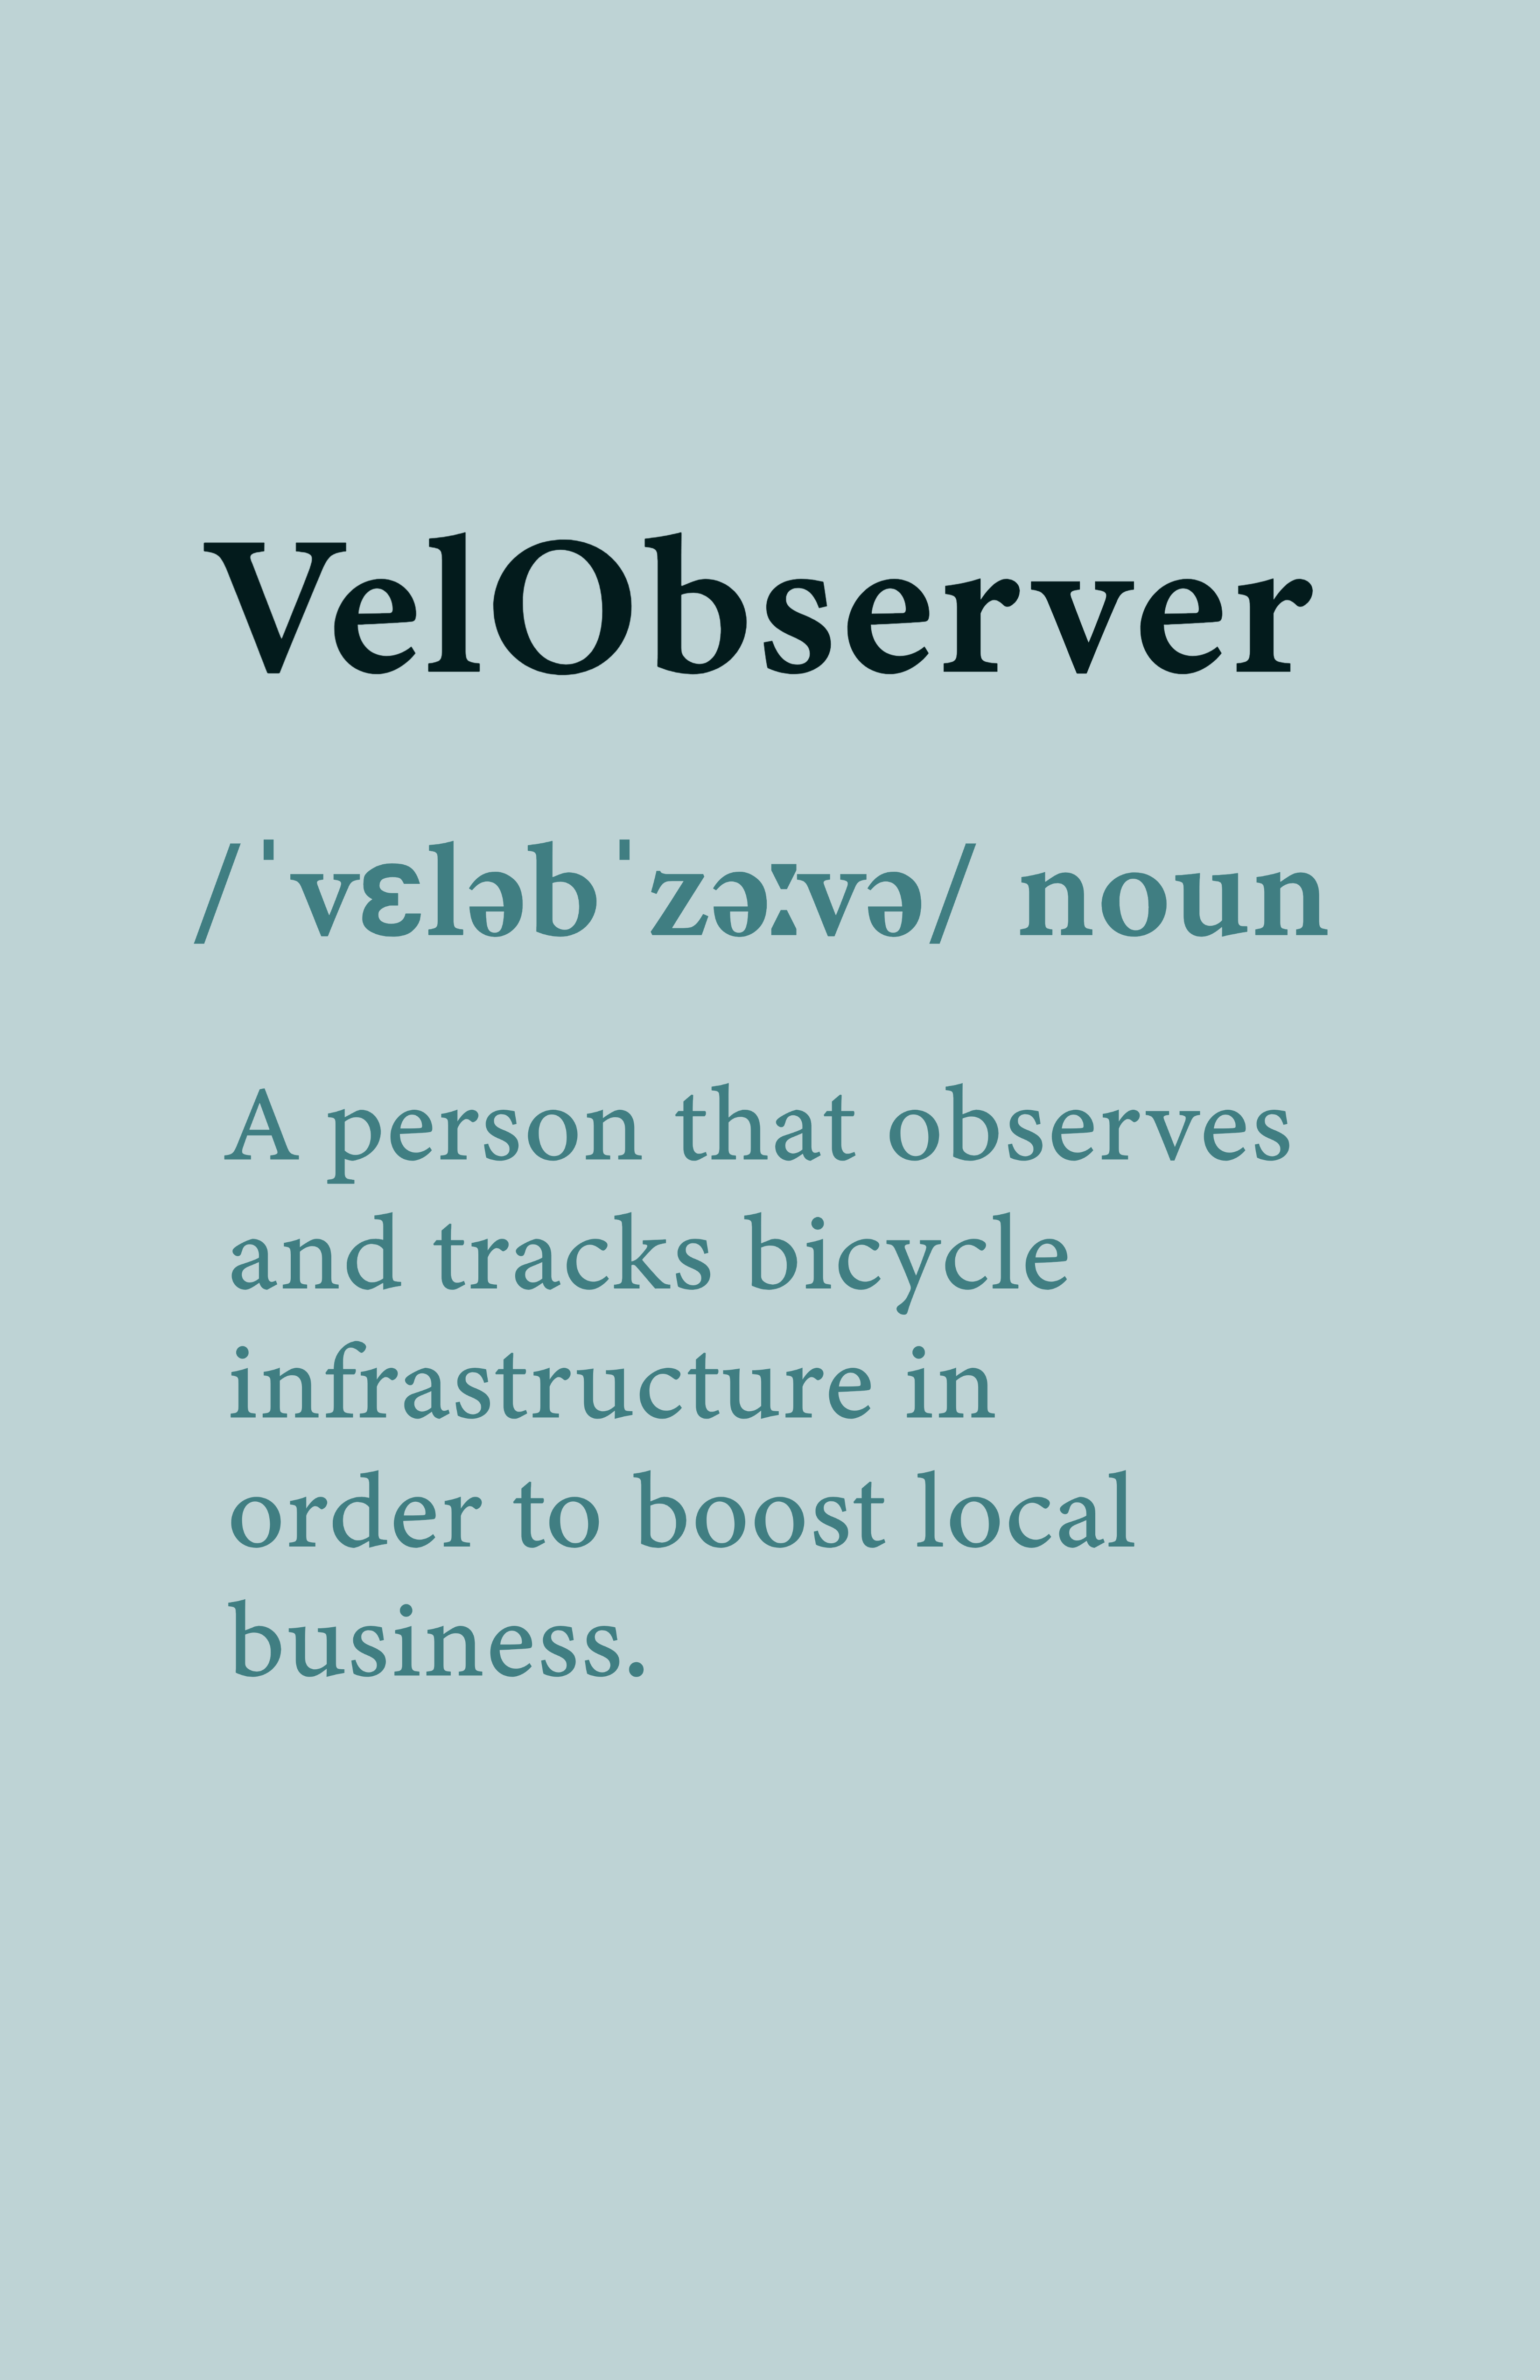 VelObserver
/ˈvɛləbˈzəːvə/ noun
A person that observes
and tracks bicycle
infrastructure in
order to boost local
business.